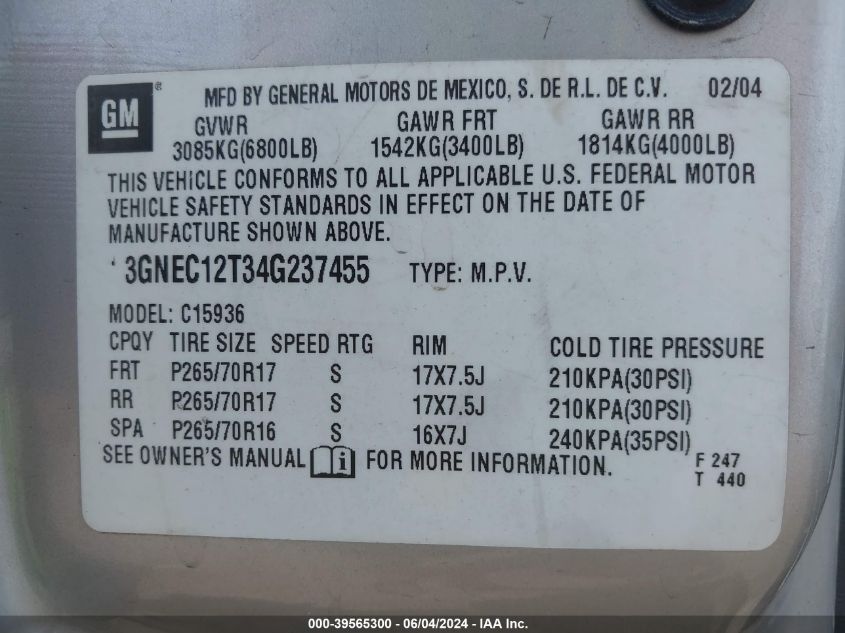 GM ® MFD BY GENERAL MOTORS DE MEXICO, S. DE R.L. DE C.V. 02/04
GVWR GAWR FRT GAWR RR
3085KG(6800LB) 1542KG(3400LB) 1814KG(4000LB)
THIS VEHICLE CONFORMS TO ALL APPLICABLE U.S. FEDERAL MOTOR
VEHICLE SAFETY STANDARDS IN EFFECT ON THE DATE OF
MANUFACTURE SHOWN ABOVE.
3GNEC12T34G237455 TYPE: M.P.V.
MODEL: C15936
CPQY TIRE SIZE SPEED RTG RIM COLD TIRE PRESSURE
FRT P265/70R17 S 17X7.5J 210KPA(30PSI)
RR P265/70R17 S 17X7.5J 210KPA(30PSI)
SPA P265/70R16 S 16X7J 240KPA(35PSI)
SEE OWNER'S MANUAL i FOR MORE INFORMATION. F 247
T 440
000-39565300 - 06/04/2024 - IAA Inc.